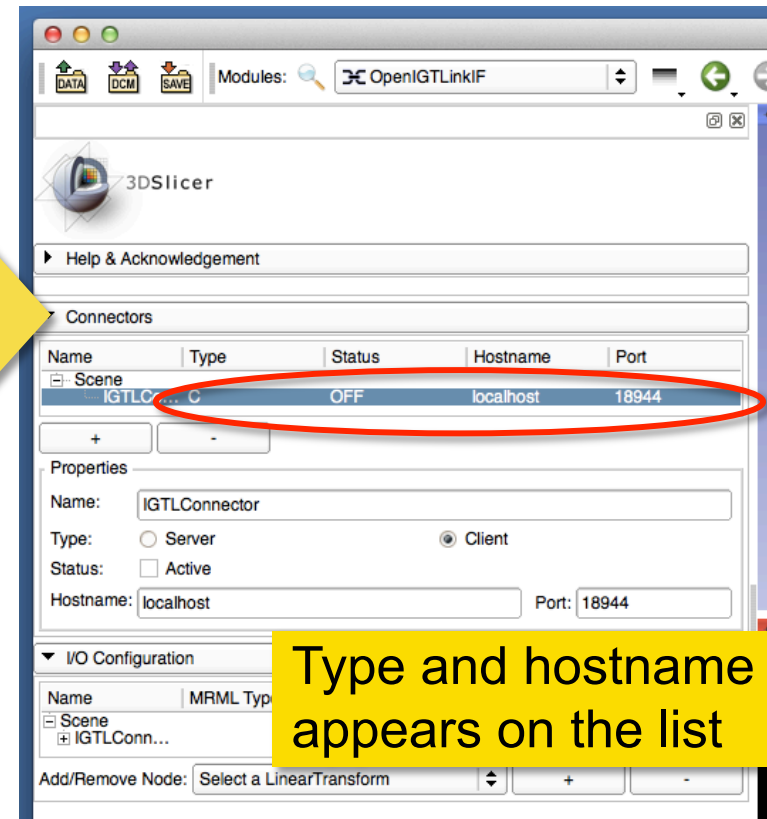 DATA DCM SAVE Modules: OpenIGTLinkIF
3DSlicer
Help & Acknowledgement
Connectors
Name Type Status Hostname Port
Scene
IGTLCo... C OFF localhost 18944
+ -
Properties
Name: IGTLConnector
Type: Server Client
Status: Active
Hostname: localhost Port: 18944
I/O Configuration
Name MRML Typ
Scene
IGTLConn...
Type and hostname
appears on the list
Add/Remove Node: Select a LinearTransform + -